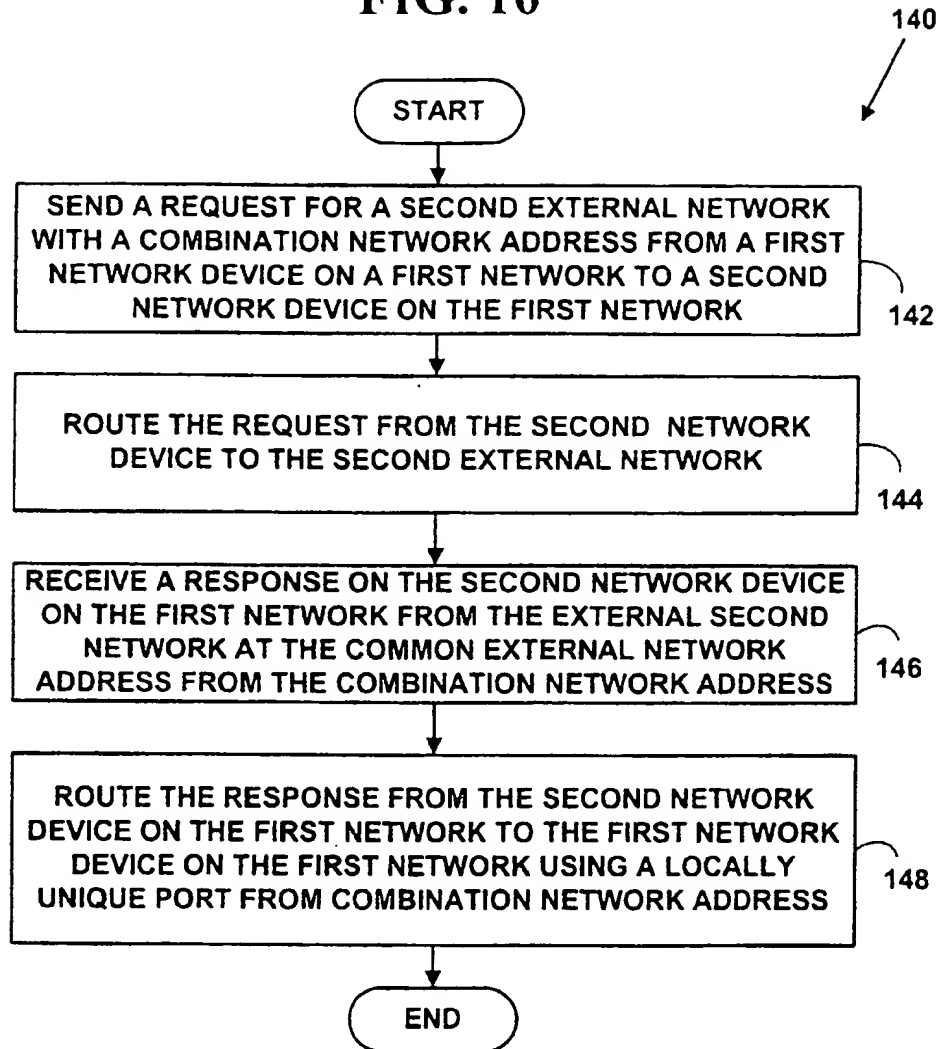 FIG. 10
140
START
SEND A REQUEST FOR A SECOND EXTERNAL NETWORK
WITH A COMBINATION NETWORK ADDRESS FROM A FIRST
NETWORK DEVICE ON A FIRST NETWORK TO A SECOND
NETWORK DEVICE ON THE FIRST NETWORK
142
ROUTE THE REQUEST FROM THE SECOND NETWORK
DEVICE TO THE SECOND EXTERNAL NETWORK
144
RECEIVE A RESPONSE ON THE SECOND NETWORK DEVICE
ON THE FIRST NETWORK FROM THE EXTERNAL SECOND
NETWORK AT THE COMMON EXTERNAL NETWORK
ADDRESS FROM THE COMBINATION NETWORK ADDRESS
146
ROUTE THE RESPONSE FROM THE SECOND NETWORK
DEVICE ON THE FIRST NETWORK TO THE FIRST NETWORK
DEVICE ON THE FIRST NETWORK USING A LOCALLY
UNIQUE PORT FROM COMBINATION NETWORK ADDRESS
148
END